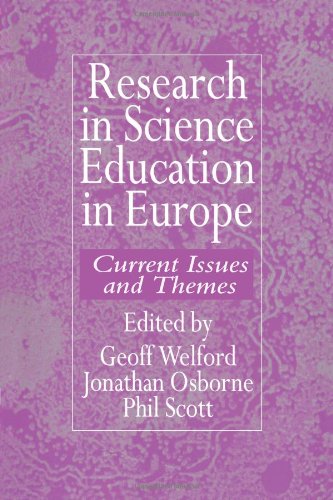 Research
in Science
Education
in Europe
Current Issues
and Themes
Edited by
Geoff Welford
Jonathan Osborne
Phil Scott